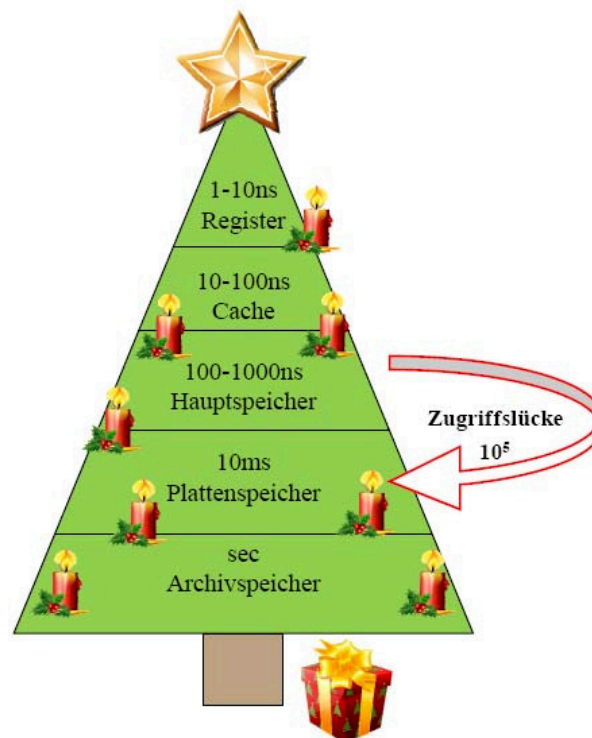 1-10ns
Register
10-100ns
Cache
100-1000ns
Hauptspeicher
Zugriffslücke
10⁵
10ms
Plattenspeicher
sec
Archivspeicher